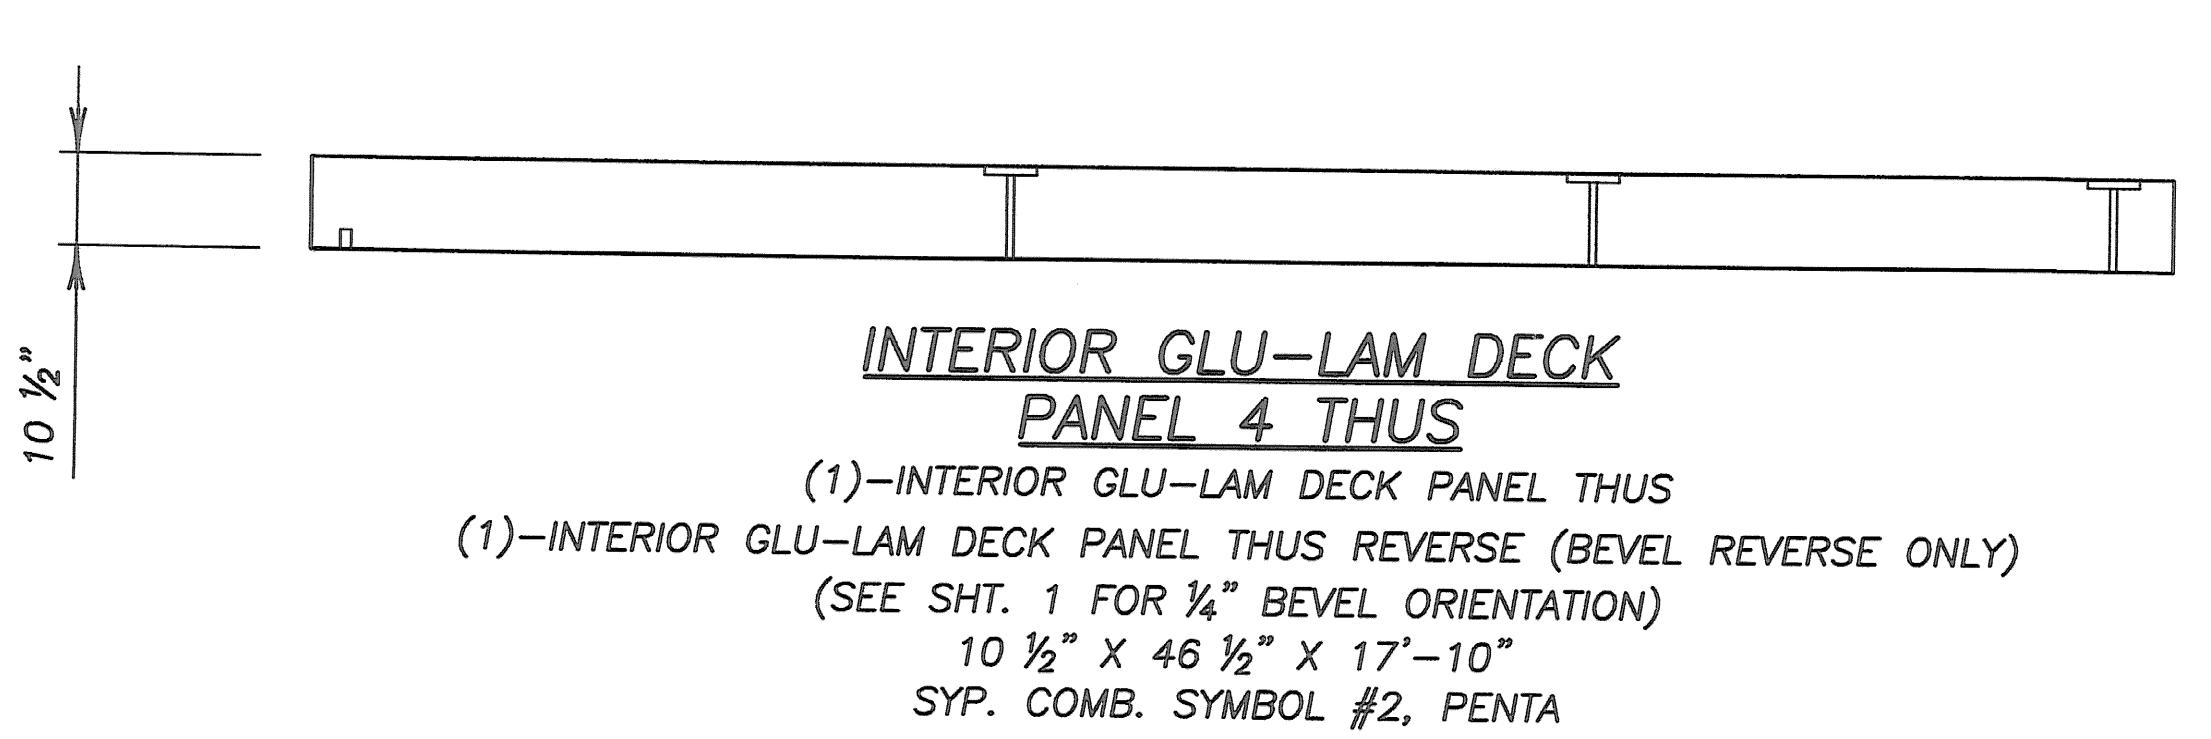 10 ½"
INTERIOR GLU-LAM DECK
PANEL 4 THUS
(1)-INTERIOR GLU-LAM DECK PANEL THUS
(1)-INTERIOR GLU-LAM DECK PANEL THUS REVERSE (BEVEL REVERSE ONLY)
(SEE SHT. 1 FOR ¼" BEVEL ORIENTATION)
10 ½" X 46 ½" X 17'-10"
SYP. COMB. SYMBOL #2, PENTA